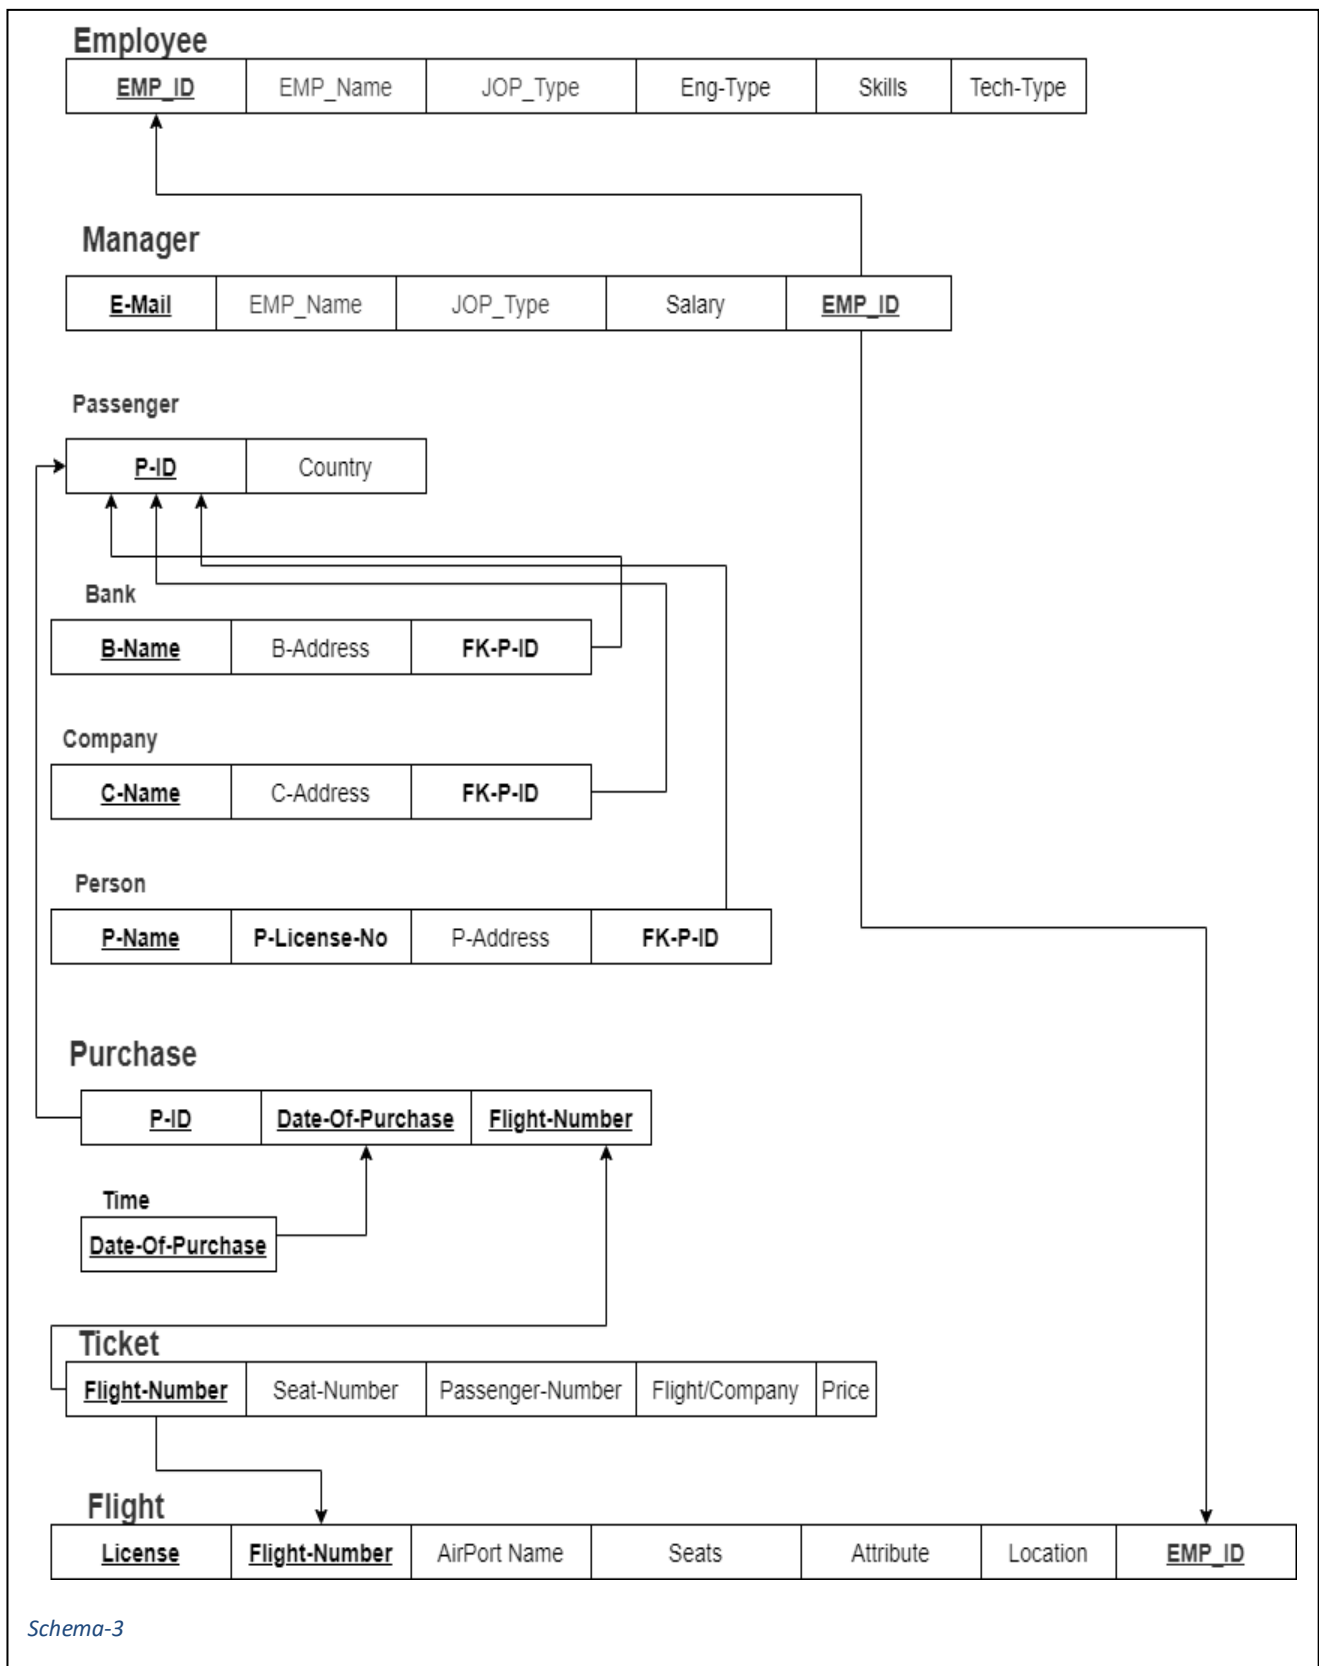 Employee
EMP_ID EMP_Name JOP_Type Eng-Type Skills Tech-Type
Manager
E-Mail EMP_Name JOP_Type Salary EMP_ID
Passenger
P-ID Country
Bank
B-Name B-Address FK-P-ID
Company
C-Name C-Address FK-P-ID
Person
P-Name P-License-No P-Address FK-P-ID
Purchase
P-ID Date-Of-Purchase Flight-Number
Time
Date-Of-Purchase
Ticket
Flight-Number Seat-Number Passenger-Number Flight/Company Price
Flight
License Flight-Number AirPort Name Seats Attribute Location EMP_ID
Schema-3